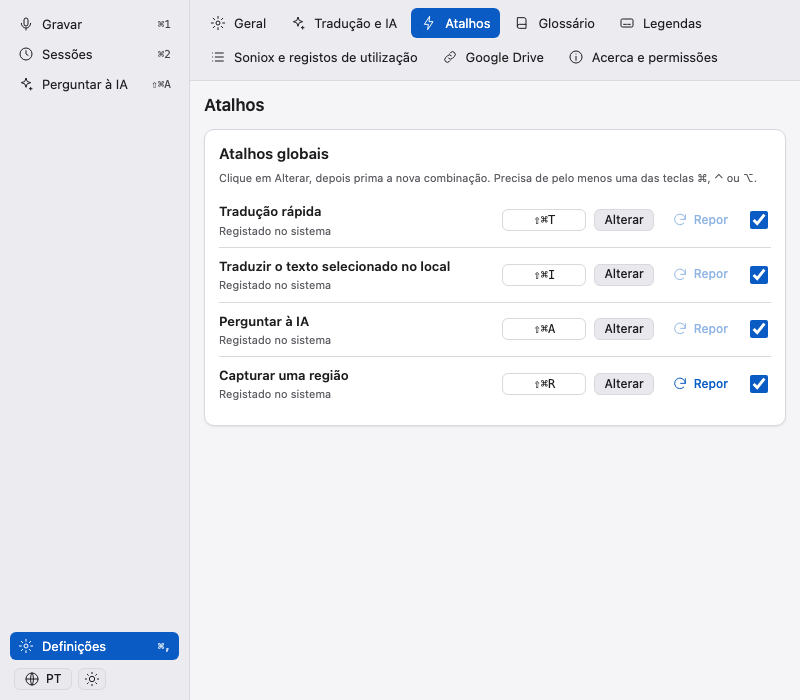 Gravar ⌘1
Sessões ⌘2
Perguntar à IA ⇧⌘A
Geral Tradução e IA Atalhos Glossário Legendas
Soniox e registos de utilização Google Drive Acerca e permissões
Atalhos
Atalhos globais
Clique em Alterar, depois prima a nova combinação. Precisa de pelo menos uma das teclas ⌘, ⌃ ou ⌥.
Tradução rápida
Registado no sistema
⇧⌘T Alterar Repor
Traduzir o texto selecionado no local
Registado no sistema
⇧⌘I Alterar Repor
Perguntar à IA
Registado no sistema
⇧⌘A Alterar Repor
Capturar uma região
Registado no sistema
⇧⌘R Alterar Repor
Definições ⌘,
PT